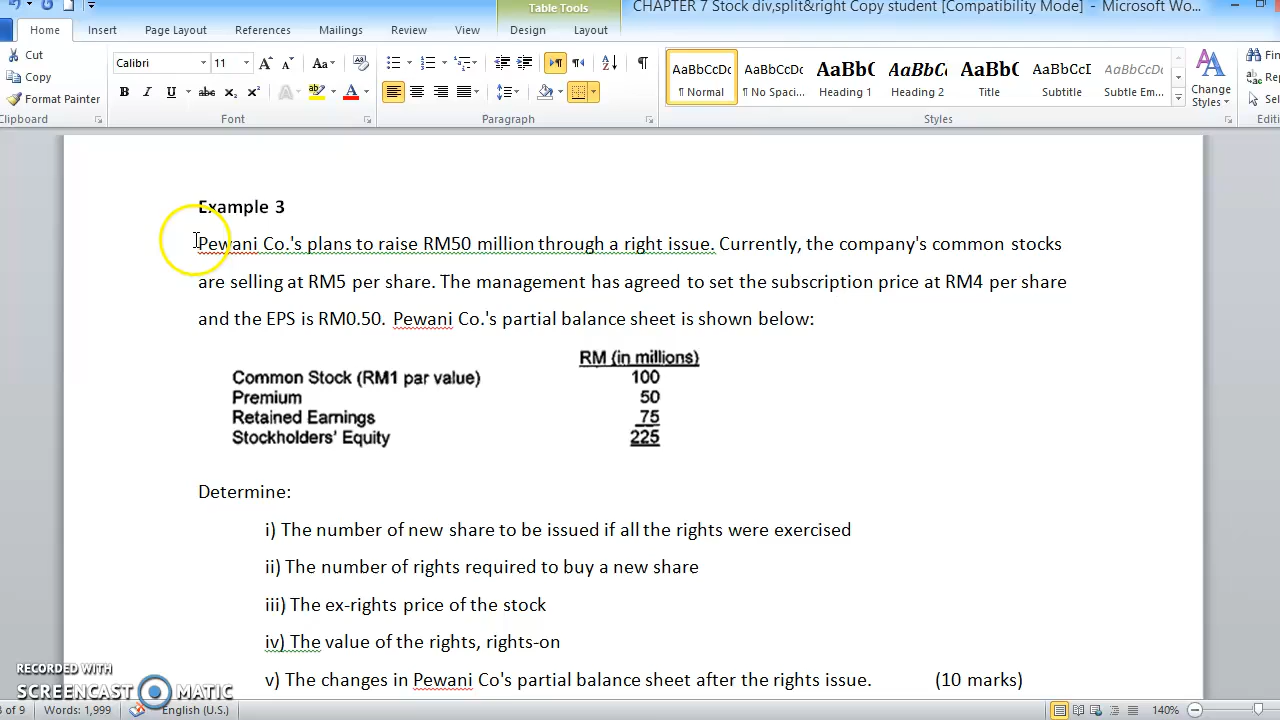 CHAPTER 7 Stock div,split&right Copy student [Compatibility Mode] - Microsoft Wo...
Table Tools
Home Insert Page Layout References Mailings Review View Design Layout
Cut
Copy
Format Painter
Clipboard
Calibri 11
Font
Paragraph
AaBbCcDc AaBbCcDc AaBbC AaBbCc AaBbC AaBbCcI AaBbCcDc
¶ Normal ¶ No Spaci... Heading 1 Heading 2 Title Subtitle Subtle Em...
Change
Styles
Styles
Example 3
Pewani Co.'s plans to raise RM50 million through a right issue. Currently, the company's common stocks
are selling at RM5 per share. The management has agreed to set the subscription price at RM4 per share
and the EPS is RM0.50. Pewani Co.'s partial balance sheet is shown below:
RM (in millions)
Common Stock (RM1 par value) 100
Premium 50
Retained Earnings 75
Stockholders' Equity 225
Determine:
i) The number of new share to be issued if all the rights were exercised
ii) The number of rights required to buy a new share
iii) The ex-rights price of the stock
iv) The value of the rights, rights-on
v) The changes in Pewani Co's partial balance sheet after the rights issue. (10 marks)
RECORDED WITH
SCREENCAST MATIC
of 9 Words: 1,999 English (U.S.) 140%